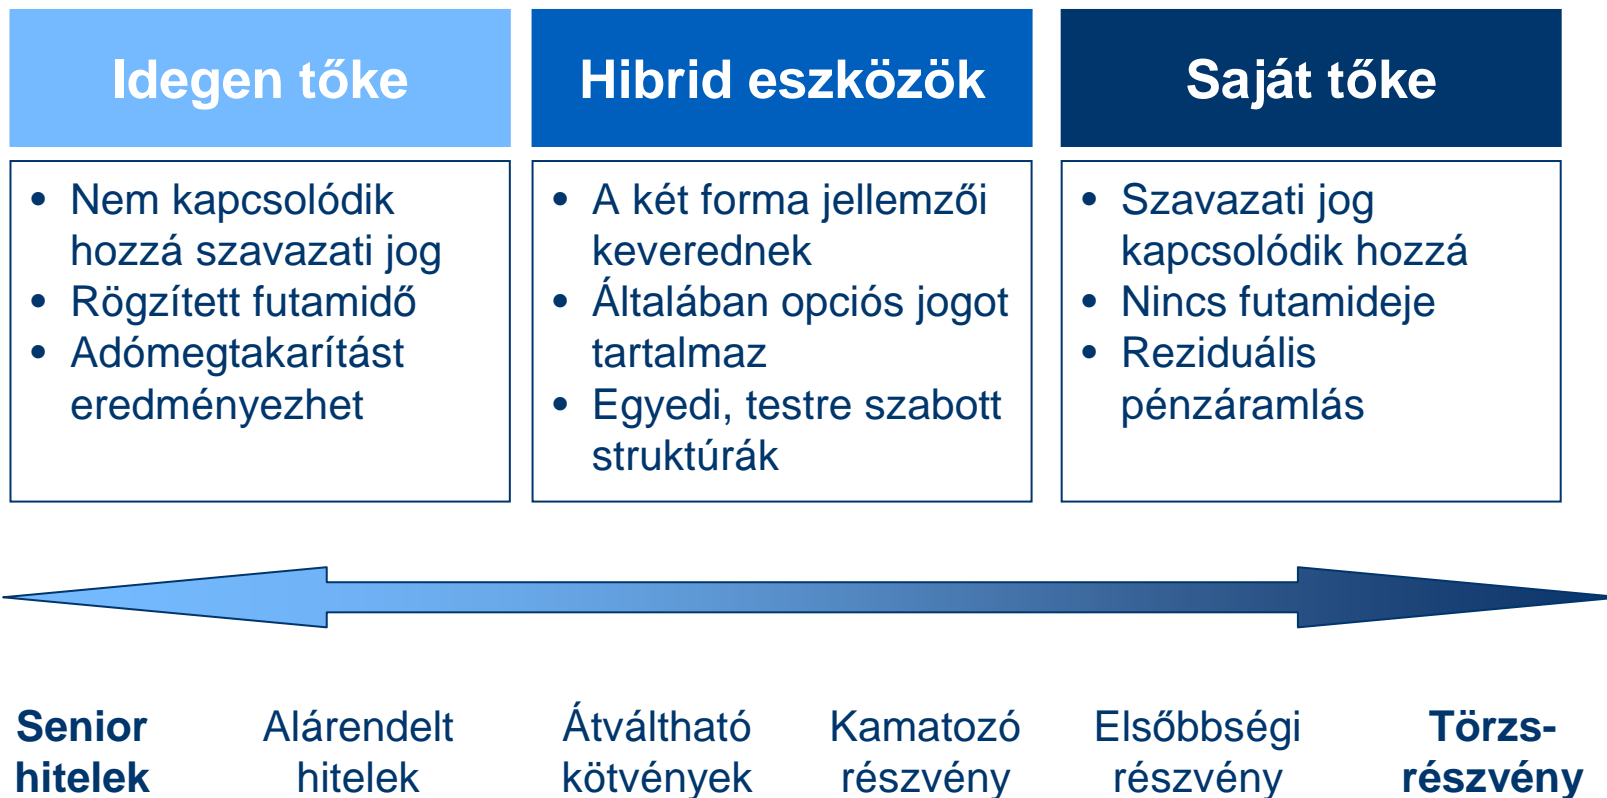 Idegen tőke
Hibrid eszközök
Saját tőke
• Nem kapcsolódik
hozzá szavazati jog
• Rögzített futamidő
• Adómegtakarítást
eredményezhet
• A két forma jellemzői
keverednek
• Általában opciós jogot
tartalmaz
• Egyedi, testre szabott
struktúrák
• Szavazati jog
kapcsolódik hozzá
• Nincs futamideje
• Reziduális
pénzáramlás
Senior
hitelek
Alárendelt
hitelek
Átváltható
kötvények
Kamatozó
részvény
Elsőbbségi
részvény
Törzs-
részvény